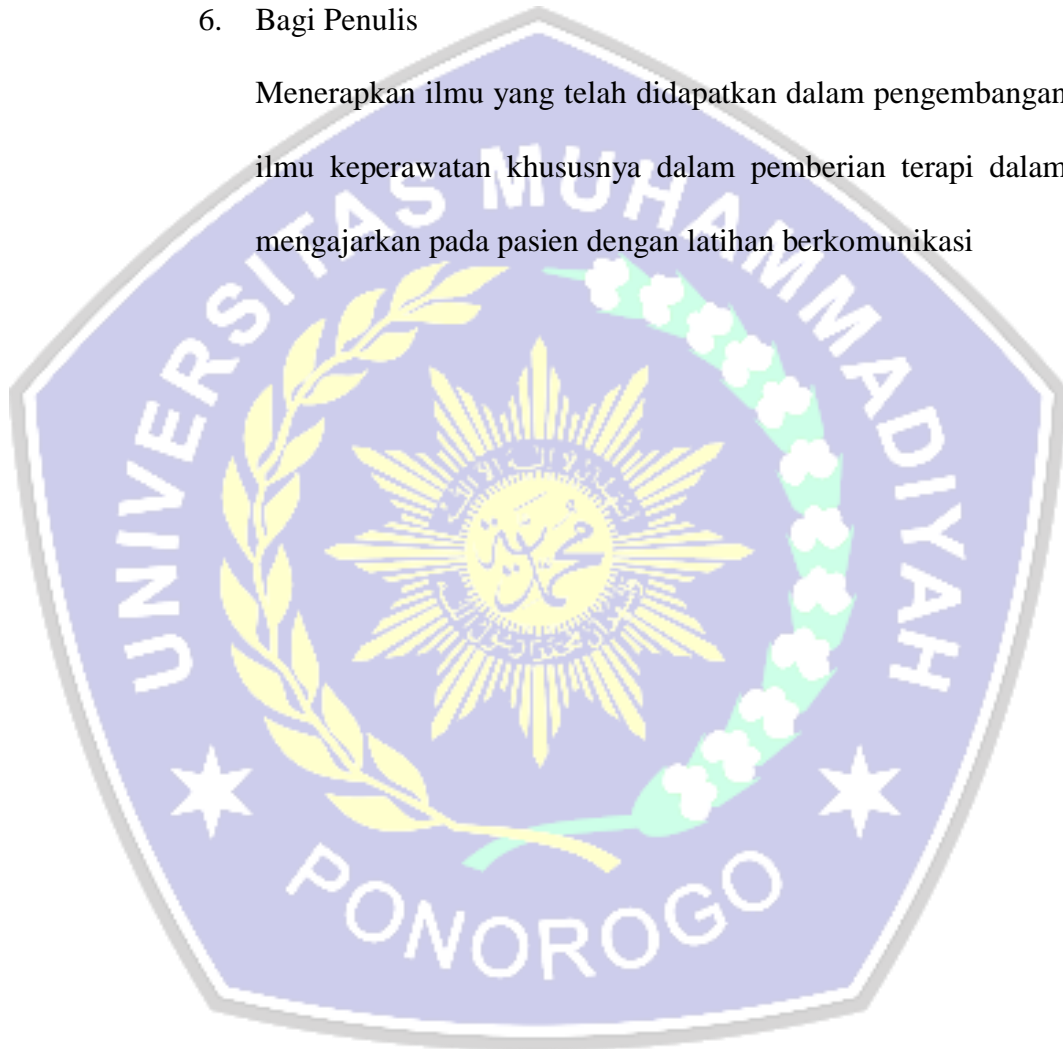 6. Bagi Penulis
Menerapkan ilmu yang telah didapatkan dalam pengembangan
ilmu keperawatan khususnya dalam pemberian terapi dalam
mengajarkan pada pasien dengan latihan berkomunikasi
UNIVERSITAS MUHAMMADIYAH
PONOROGO